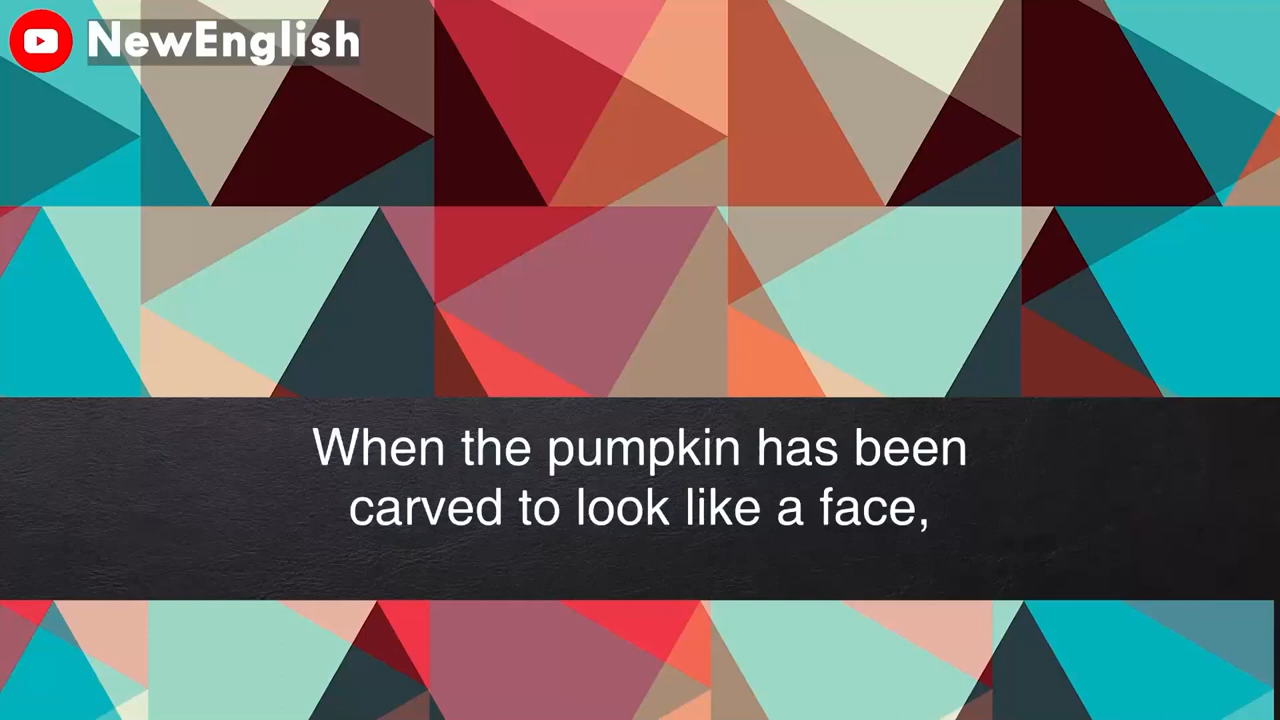 NewEnglish
When the pumpkin has been
carved to look like a face,